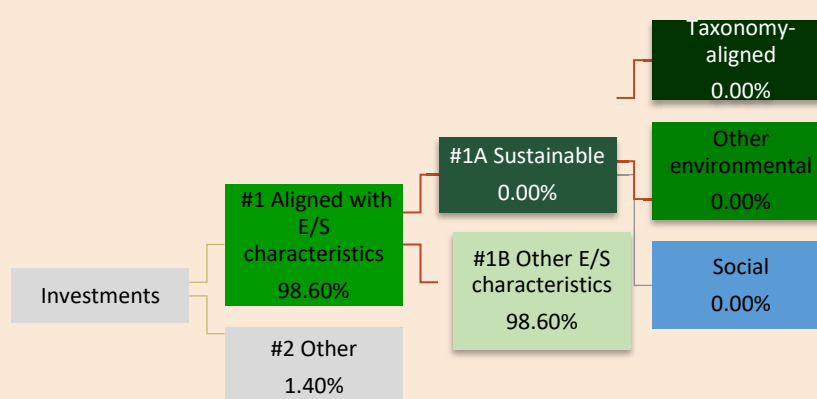 Investments
#1 Aligned with
E/S
characteristics
98.60%
#2 Other
1.40%
#1A Sustainable
0.00%
#1B Other E/S
characteristics
98.60%
Taxonomy-
aligned
0.00%
Other
environmental
0.00%
Social
0.00%